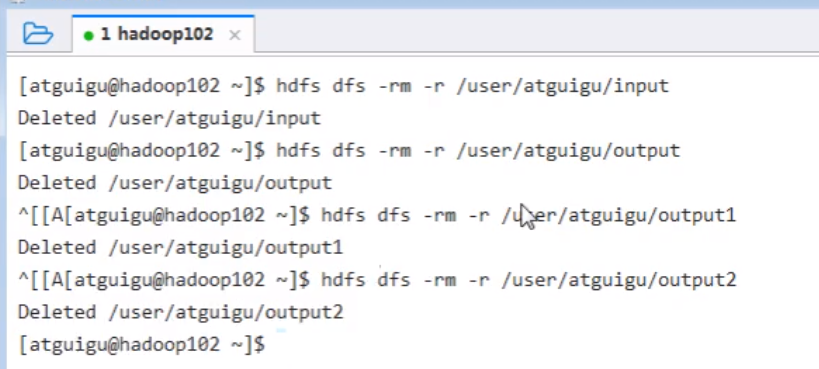 1 hadoop102 ×
[atguigu@hadoop102 ~]$ hdfs dfs -rm -r /user/atguigu/input
Deleted /user/atguigu/input
[atguigu@hadoop102 ~]$ hdfs dfs -rm -r /user/atguigu/output
Deleted /user/atguigu/output
^[[A[atguigu@hadoop102 ~]$ hdfs dfs -rm -r /user/atguigu/output1
Deleted /user/atguigu/output1
^[[A[atguigu@hadoop102 ~]$ hdfs dfs -rm -r /user/atguigu/output2
Deleted /user/atguigu/output2
[atguigu@hadoop102 ~]$